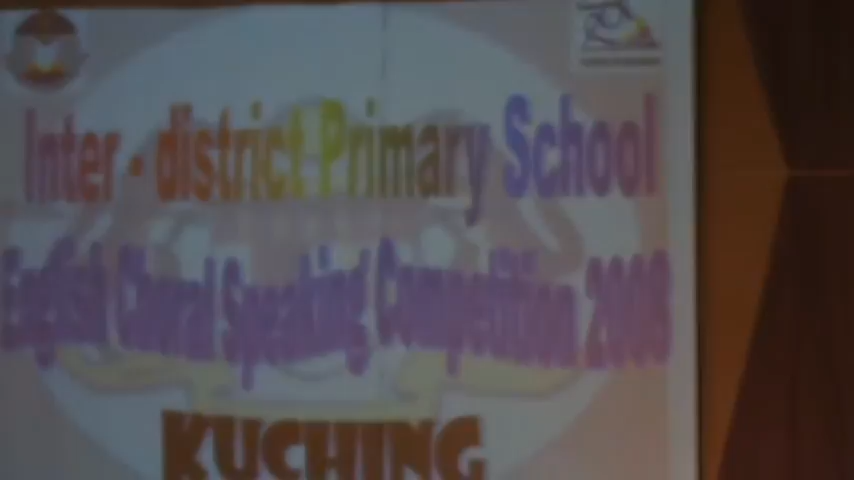 Inter - district Primary School
English Choral Speaking Competition 2008
KUCHING